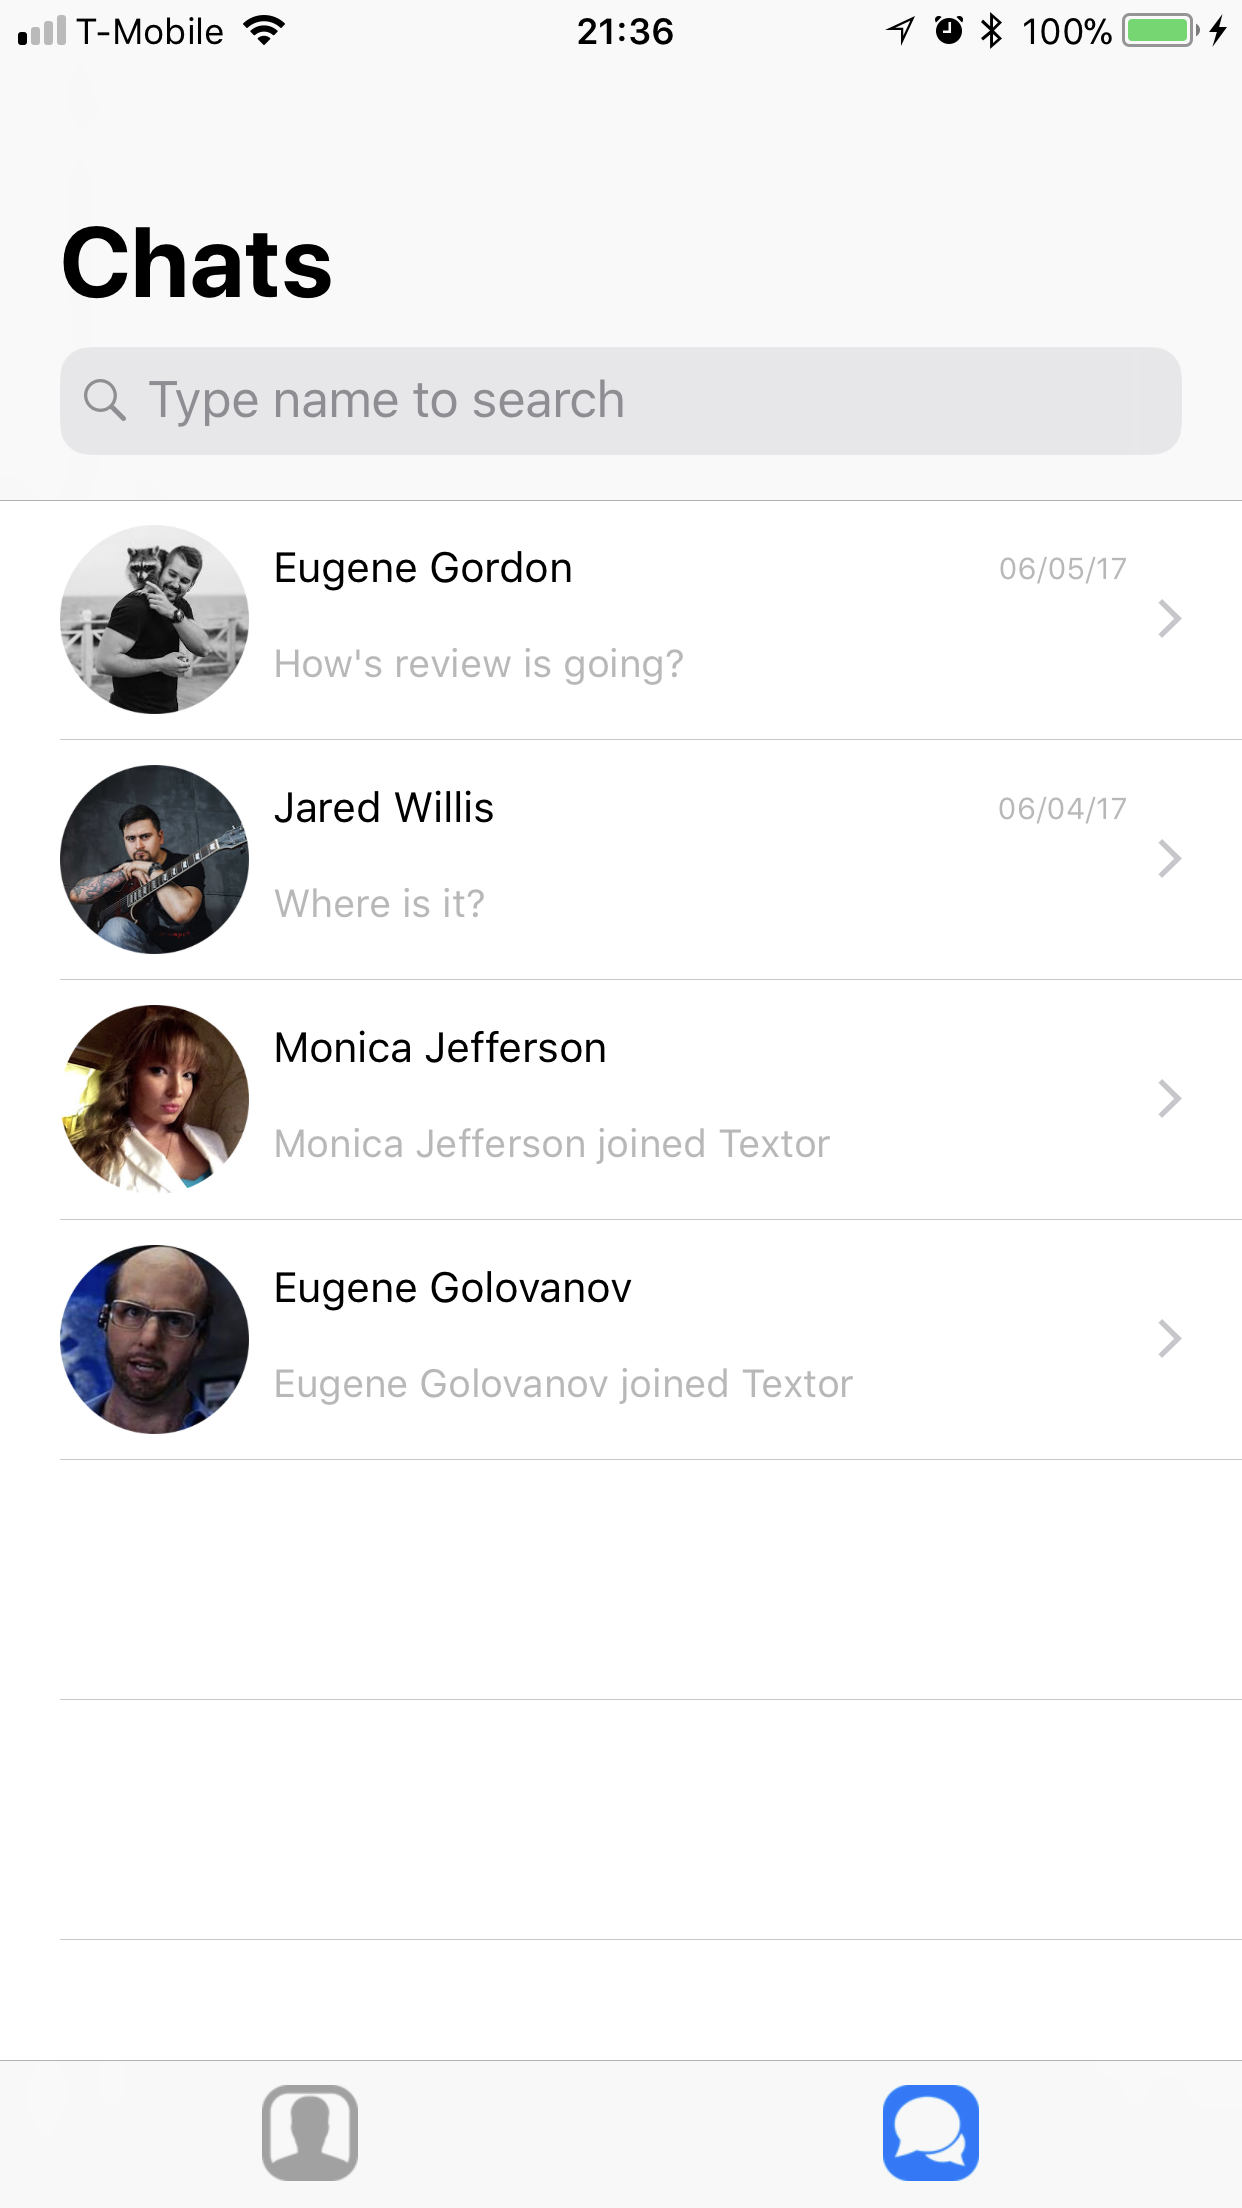 T-Mobile 21:36 100%
Chats
Type name to search
Eugene Gordon 06/05/17
How's review is going?
Jared Willis 06/04/17
Where is it?
Monica Jefferson
Monica Jefferson joined Textor
Eugene Golovanov
Eugene Golovanov joined Textor